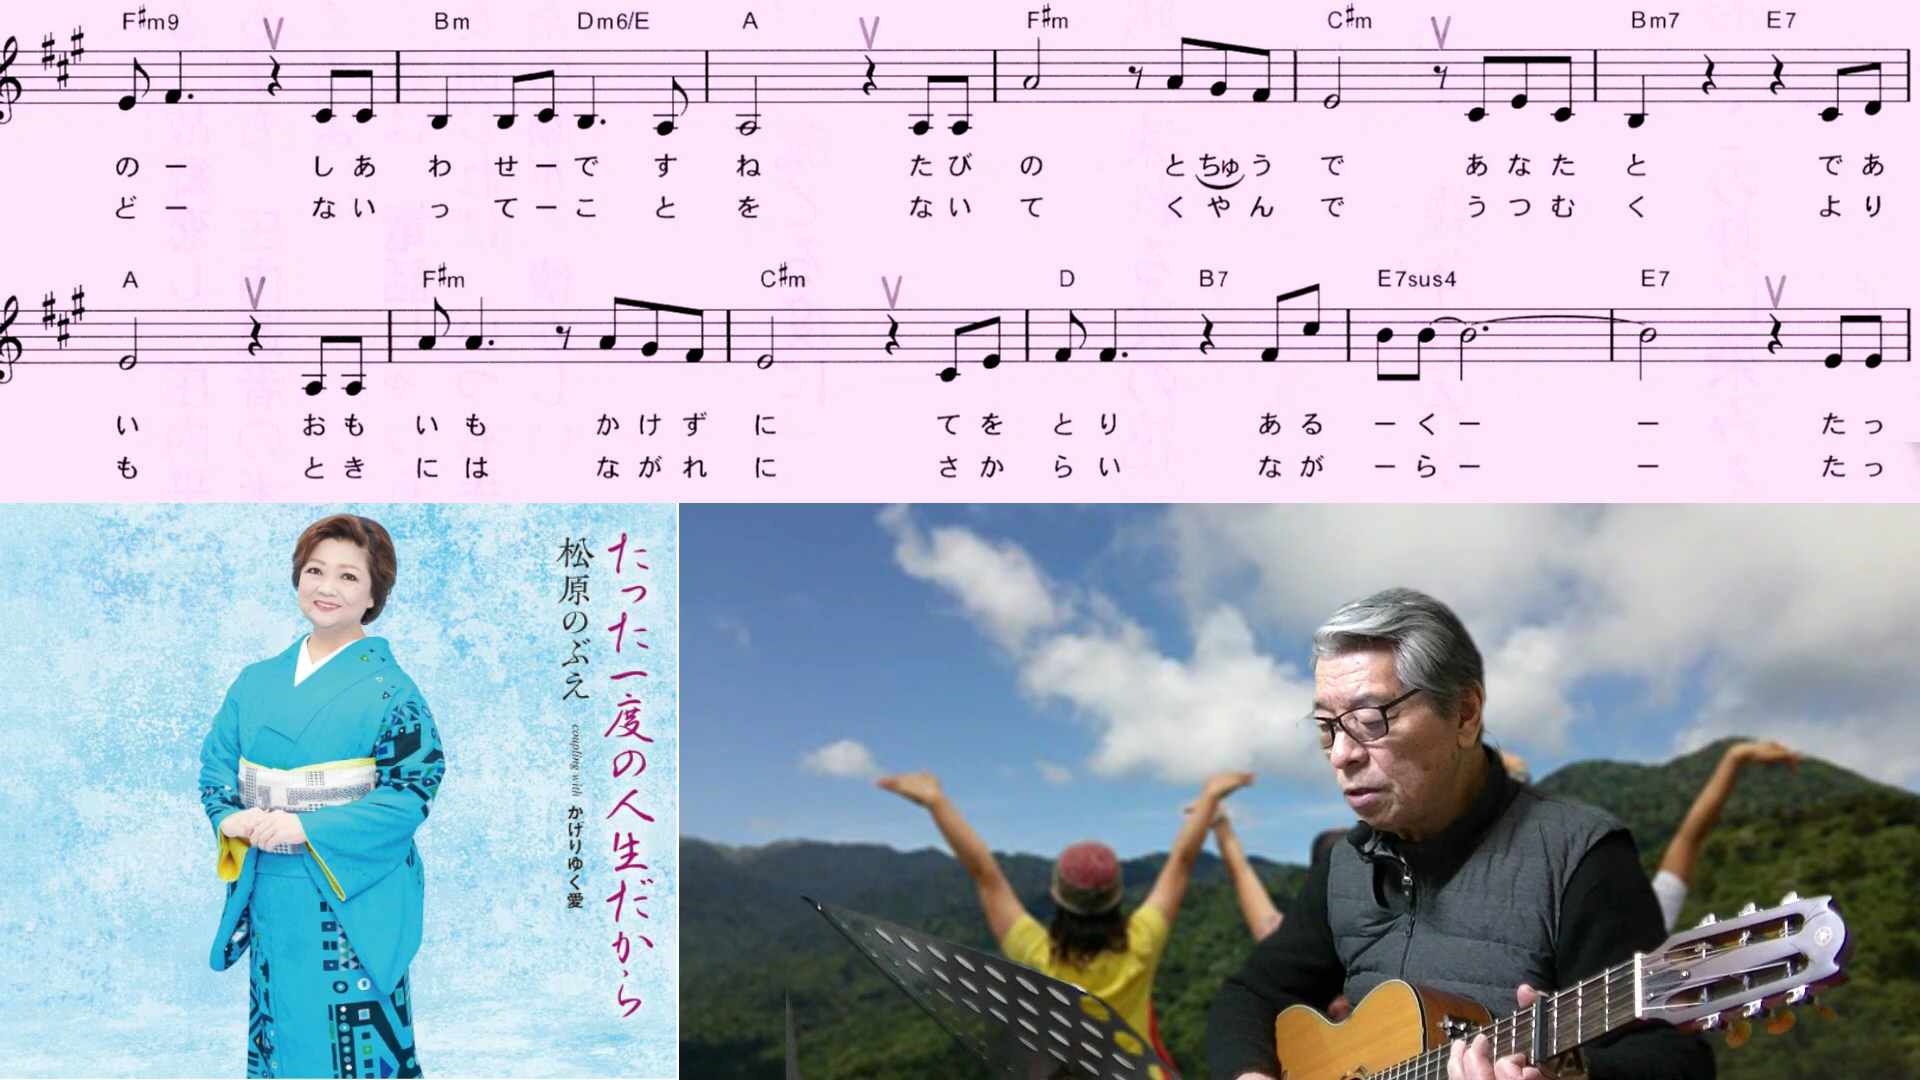 F#m9 V Bm Dm6/E A V F#m C#m V Bm7 E7
の ー し あ わ せ ー で す ね た び の と ちゅ う で あ な た と で あ
ど ー な い っ て ー こ と を な い て く や ん で う つ む く よ り
A V F#m C#m V D B7 E7sus4 E7 V
い お も い も か け ず に て を と り あ る ー く ー ー た っ
も と き に は な が れ に さ か ら い な が ー ら ー ー た っ
たった一度の人生だから
松原のぶえ
coupling with かげりゆく愛